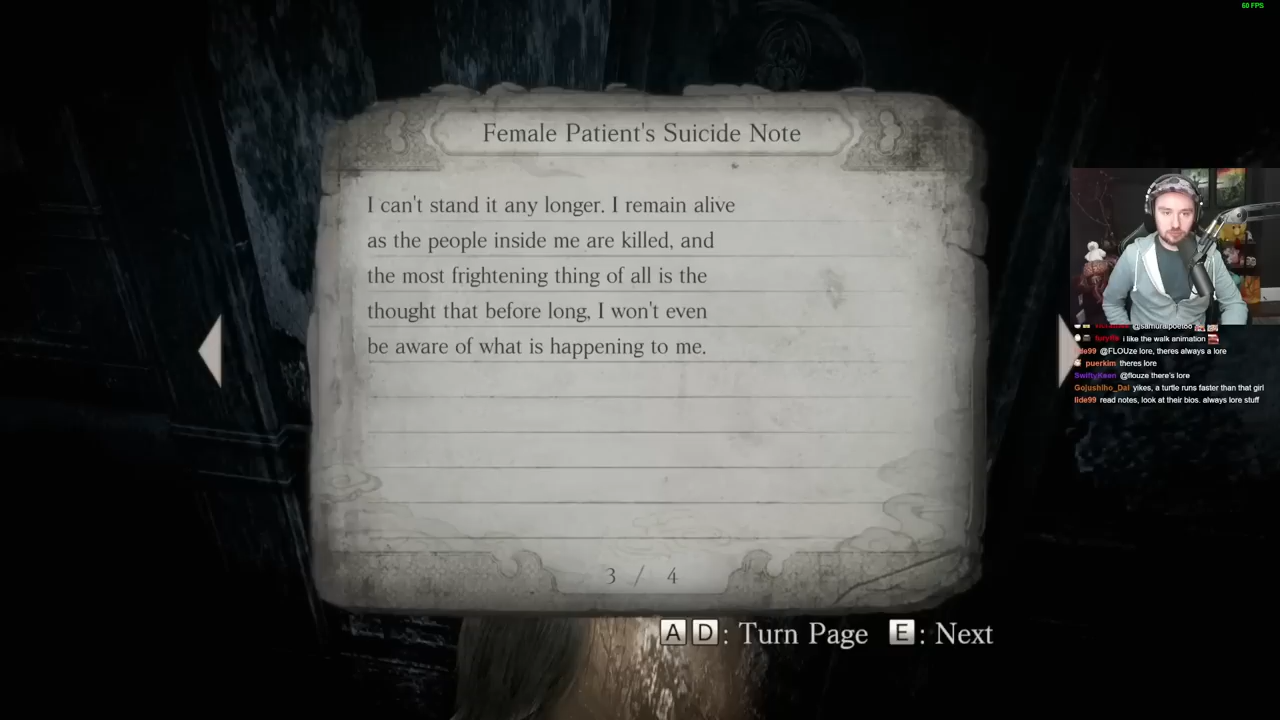 60 FPS
Female Patient's Suicide Note
I can't stand it any longer. I remain alive
as the people inside me are killed, and
the most frightening thing of all is the
thought that before long, I won't even
be aware of what is happening to me.
@samuraipoet88
i like the walk animation
@FLOUze lore, theres always a lore
puerkim theres lore
SwiftyKeen @flouze there's lore
Gojushiho_Dai yikes, a turtle runs faster than that girl
lide99 read notes, look at their bios. always lore stuff
3 / 4
A D : Turn Page E : Next